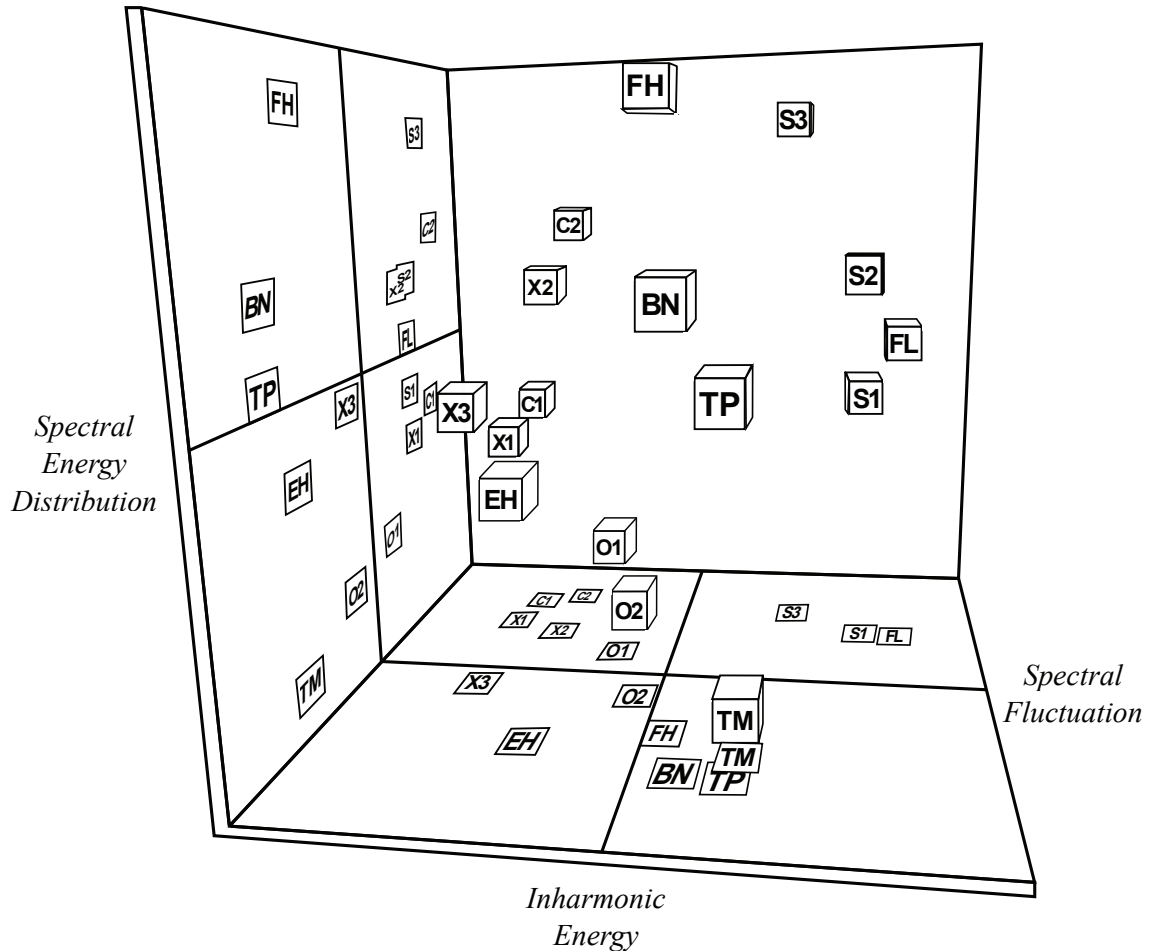 FH
FH
S3
S3
C2
C2
S2
X2
X2
S2
BN
BN
FL
FL
TP
X3
S1
C1
X3
C1
TP
S1
X1
X1
EH
EH
O1
O1
O2
C1
C2
O2
X1
X2
S3
S1
FL
O1
X3
O2
TM
TM
EH
FH
BN
TP
TM
Spectral
Energy
Distribution
Spectral
Fluctuation
Inharmonic
Energy